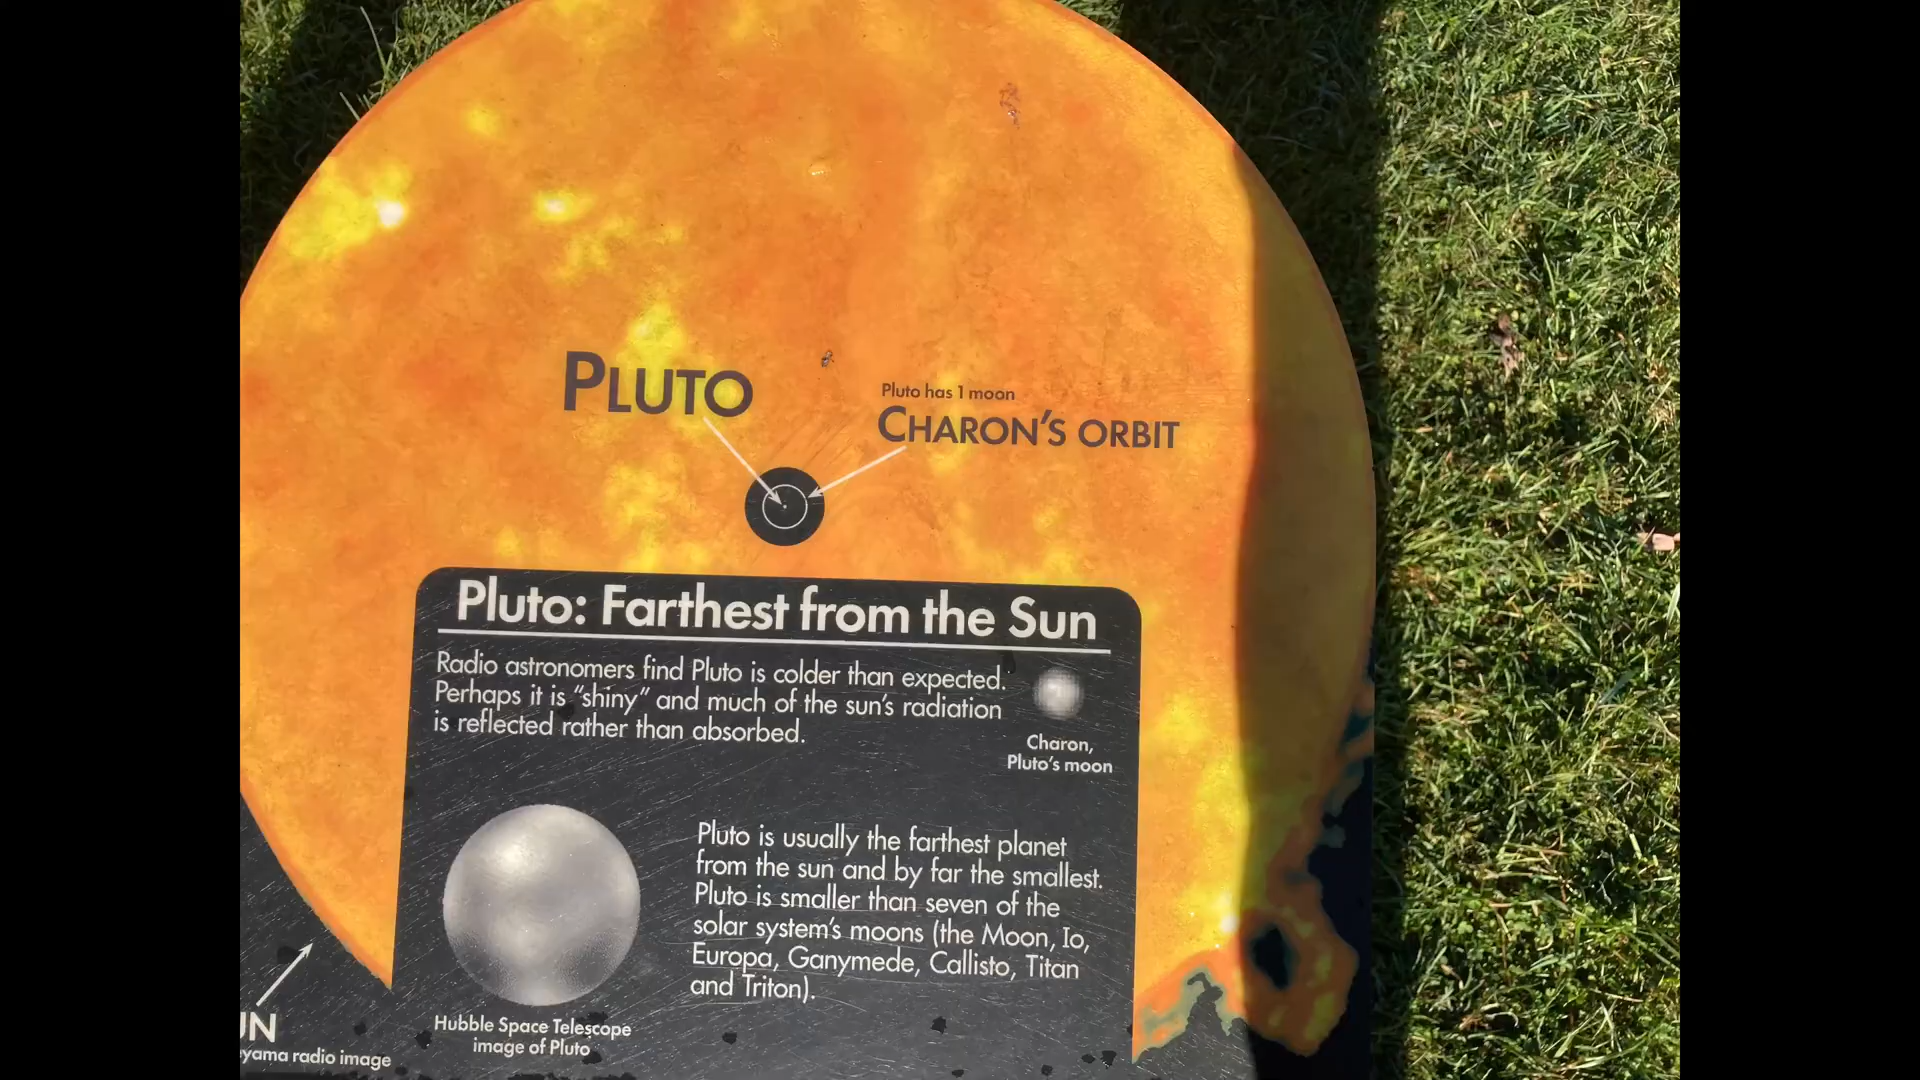 PLUTO
Pluto has 1 moon
CHARON'S ORBIT
Pluto: Farthest from the Sun
Radio astronomers find Pluto is colder than expected.
Perhaps it is “shiny” and much of the sun's radiation
is reflected rather than absorbed.
Charon,
Pluto's moon
Pluto is usually the farthest planet
from the sun and by far the smallest.
Pluto is smaller than seven of the
solar system's moons (the Moon, Io,
Europa, Ganymede, Callisto, Titan
and Triton).
Hubble Space Telescope
image of Pluto
radio image